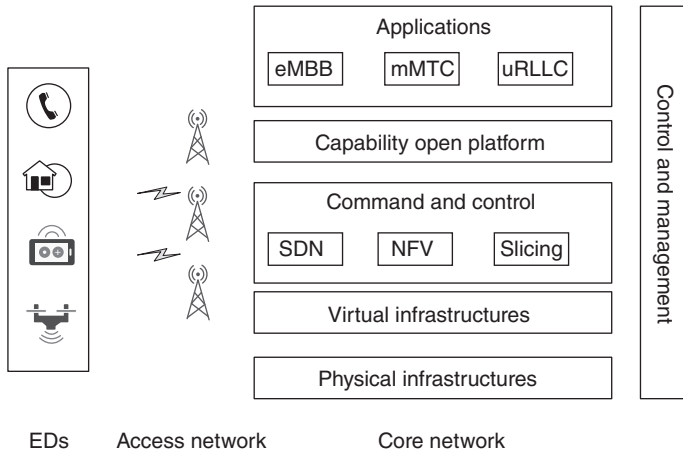 Applications
eMBB mMTC uRLLC
Capability open platform
Command and control
SDN NFV Slicing
Virtual infrastructures
Physical infrastructures
Control and management
EDs Access network Core network